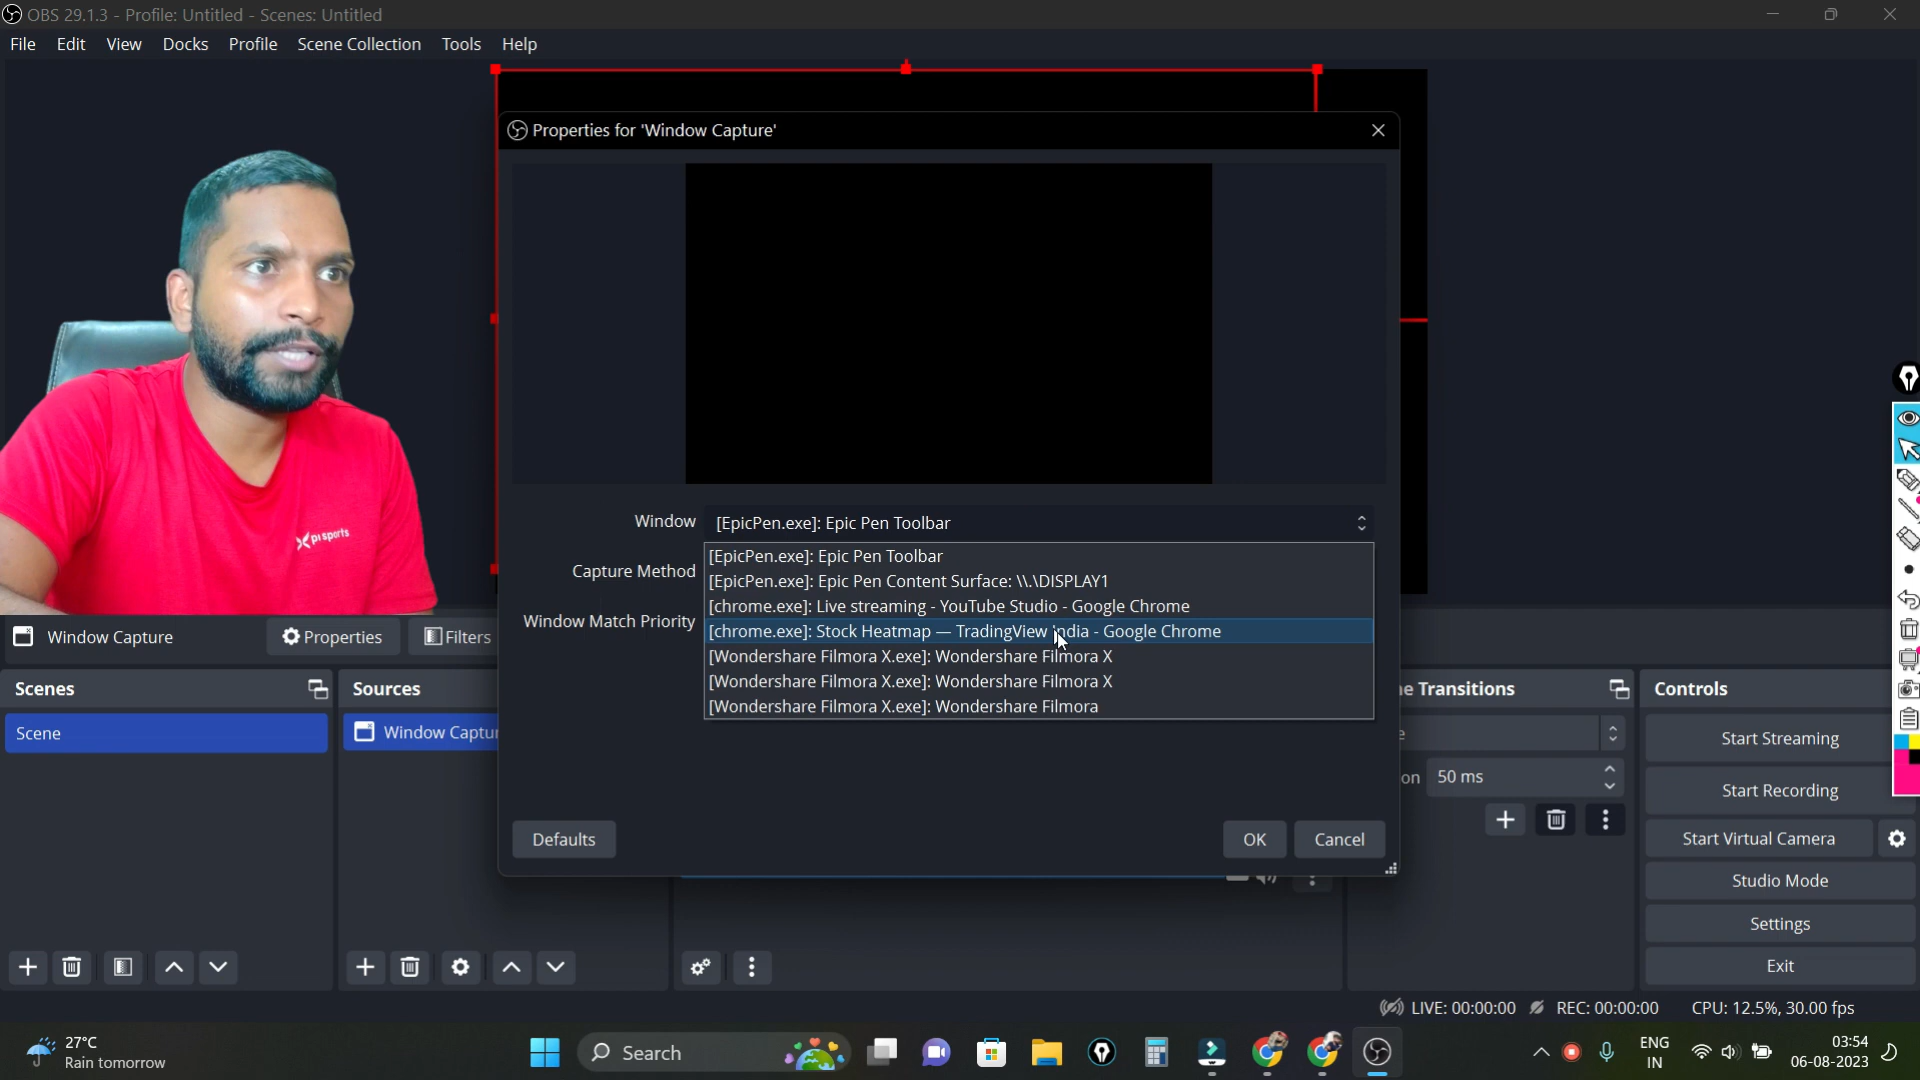 OBS 29.1.3 - Profile: Untitled - Scenes: Untitled
File Edit View Docks Profile Scene Collection Tools Help
Properties for 'Window Capture'
Window [EpicPen.exe]: Epic Pen Toolbar
[EpicPen.exe]: Epic Pen Toolbar
Capture Method
[EpicPen.exe]: Epic Pen Content Surface: \\.\DISPLAY1
[chrome.exe]: Live streaming - YouTube Studio - Google Chrome
Window Match Priority
[chrome.exe]: Stock Heatmap — TradingView India - Google Chrome
[Wondershare Filmora X.exe]: Wondershare Filmora X
[Wondershare Filmora X.exe]: Wondershare Filmora X
[Wondershare Filmora X.exe]: Wondershare Filmora
Defaults OK Cancel
pi sports
Window Capture Properties Filters
Scenes Sources e Transitions Controls
Scene
Window Captu
e
on 50 ms
Start Streaming
Start Recording
Start Virtual Camera
Studio Mode
Settings
Exit
LIVE: 00:00:00 REC: 00:00:00 CPU: 12.5%, 30.00 fps
27°C
Rain tomorrow
Search
ENG
IN
03:54
06-08-2023